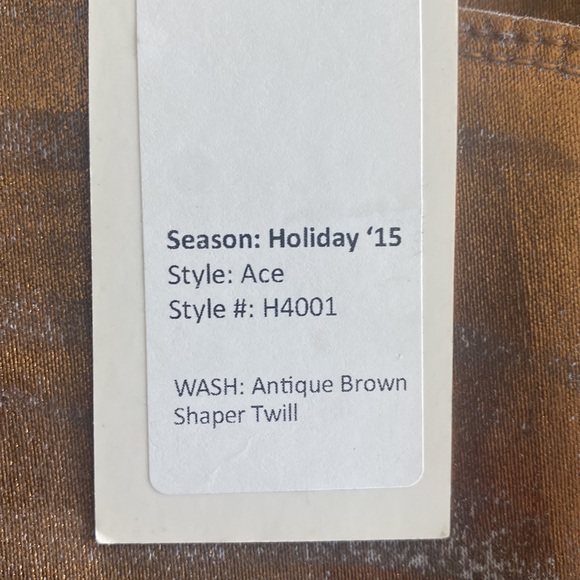 Season: Holiday ‘15
Style: Ace
Style #: H4001
WASH: Antique Brown
Shaper Twill